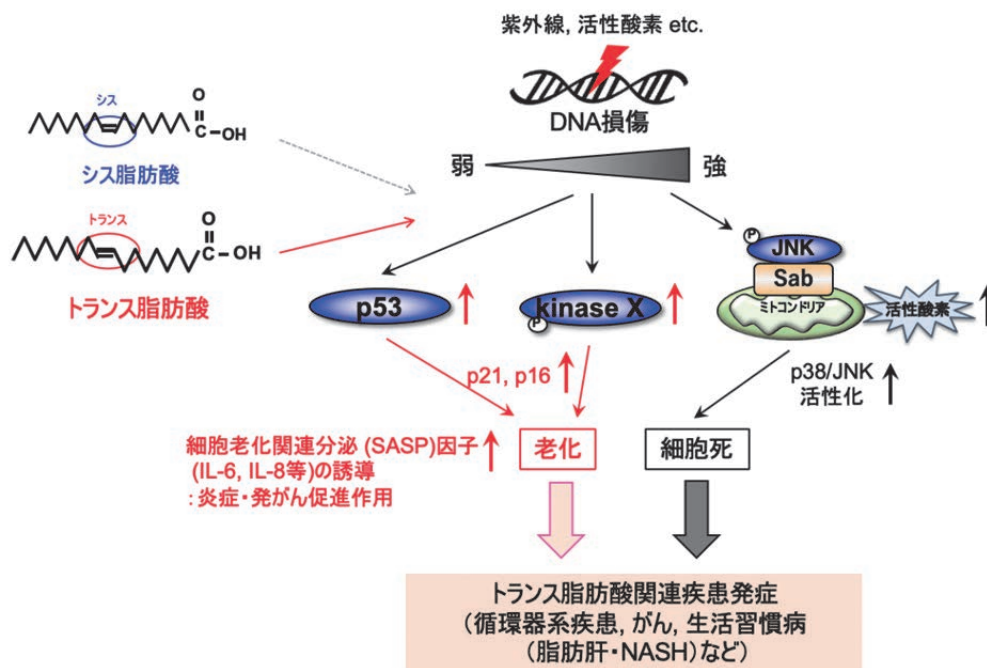 紫外線, 活性酸素 etc.
DNA損傷
弱
強
シス
O
C
OH
シス脂肪酸
トランス
O
C
OH
トランス脂肪酸
p53
P
kinase X
P
JNK
Sab
ミトコンドリア
活性酸素
p21, p16
p38/JNK
活性化
細胞老化関連分泌 (SASP)因子
(IL-6, IL-8等)の誘導
：炎症・発がん促進作用
老化
細胞死
トランス脂肪酸関連疾患発症
（循環器系疾患, がん, 生活習慣病
（脂肪肝・NASH）など）